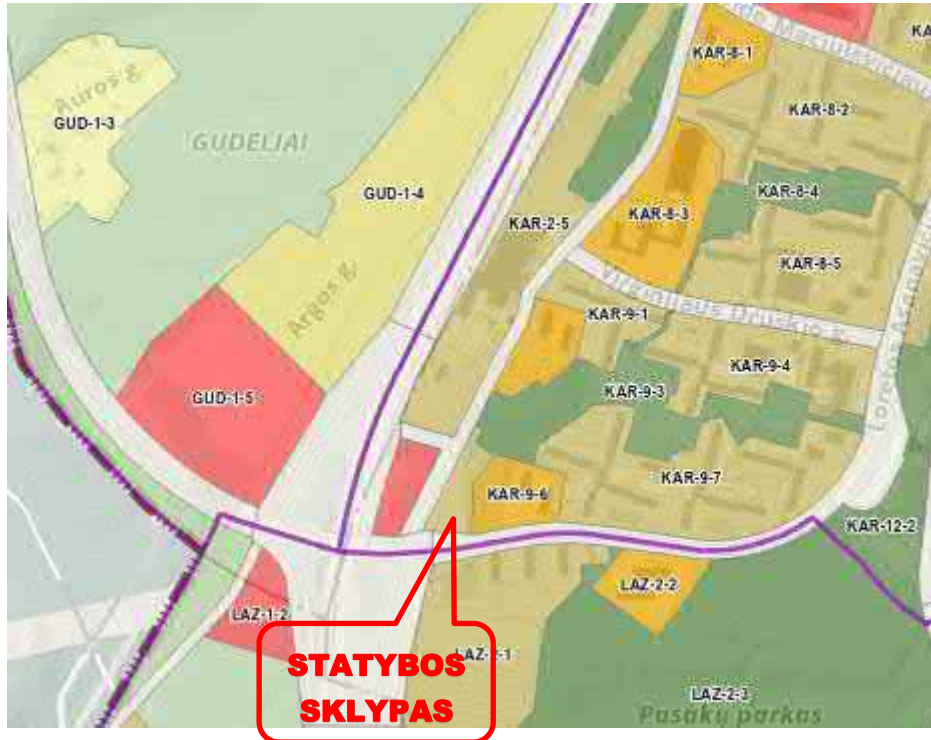 KAR-8-1
Auros g.
GUD-1-3
KAR-8-2
GUDELIAI
GUD-1-4
KAR-8-4
KAR-8-3
KAR-2-5
KAR-8-5
Argos g.
KAR-9-1
KAR-9-4
GUD-1-5
KAR-9-3
KAR-9-7
KAR-9-6
KAR-12-2
LAZ-2-2
LAZ-1-2
STATYBOS
SKLYPAS
LAZ-2-3
Pasakų parkas